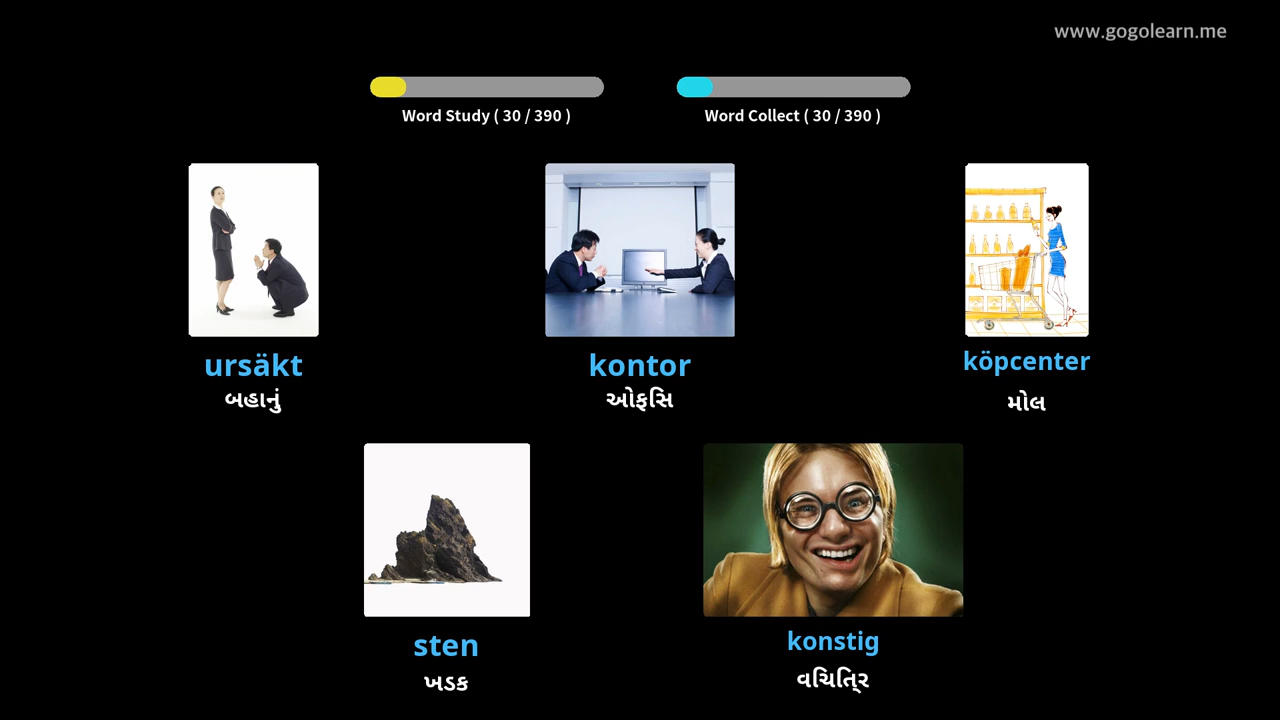 www.gogolearn.me
Word Study ( 30 / 390 )
Word Collect ( 30 / 390 )
ursäkt
kontor
köpcenter
બહાનું
ઓફિસ
મોલ
sten
konstig
ખડક
વિચિત્ર